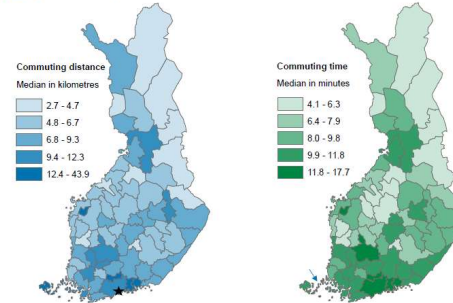 Commuting distance
Median in kilometres
2.7 - 4.7
4.8 - 6.7
6.8 - 9.3
9.4 - 12.3
12.4 - 43.9
Commuting time
Median in minutes
4.1 - 6.3
6.4 - 7.9
8.0 - 9.8
9.9 - 11.8
11.8 - 17.7